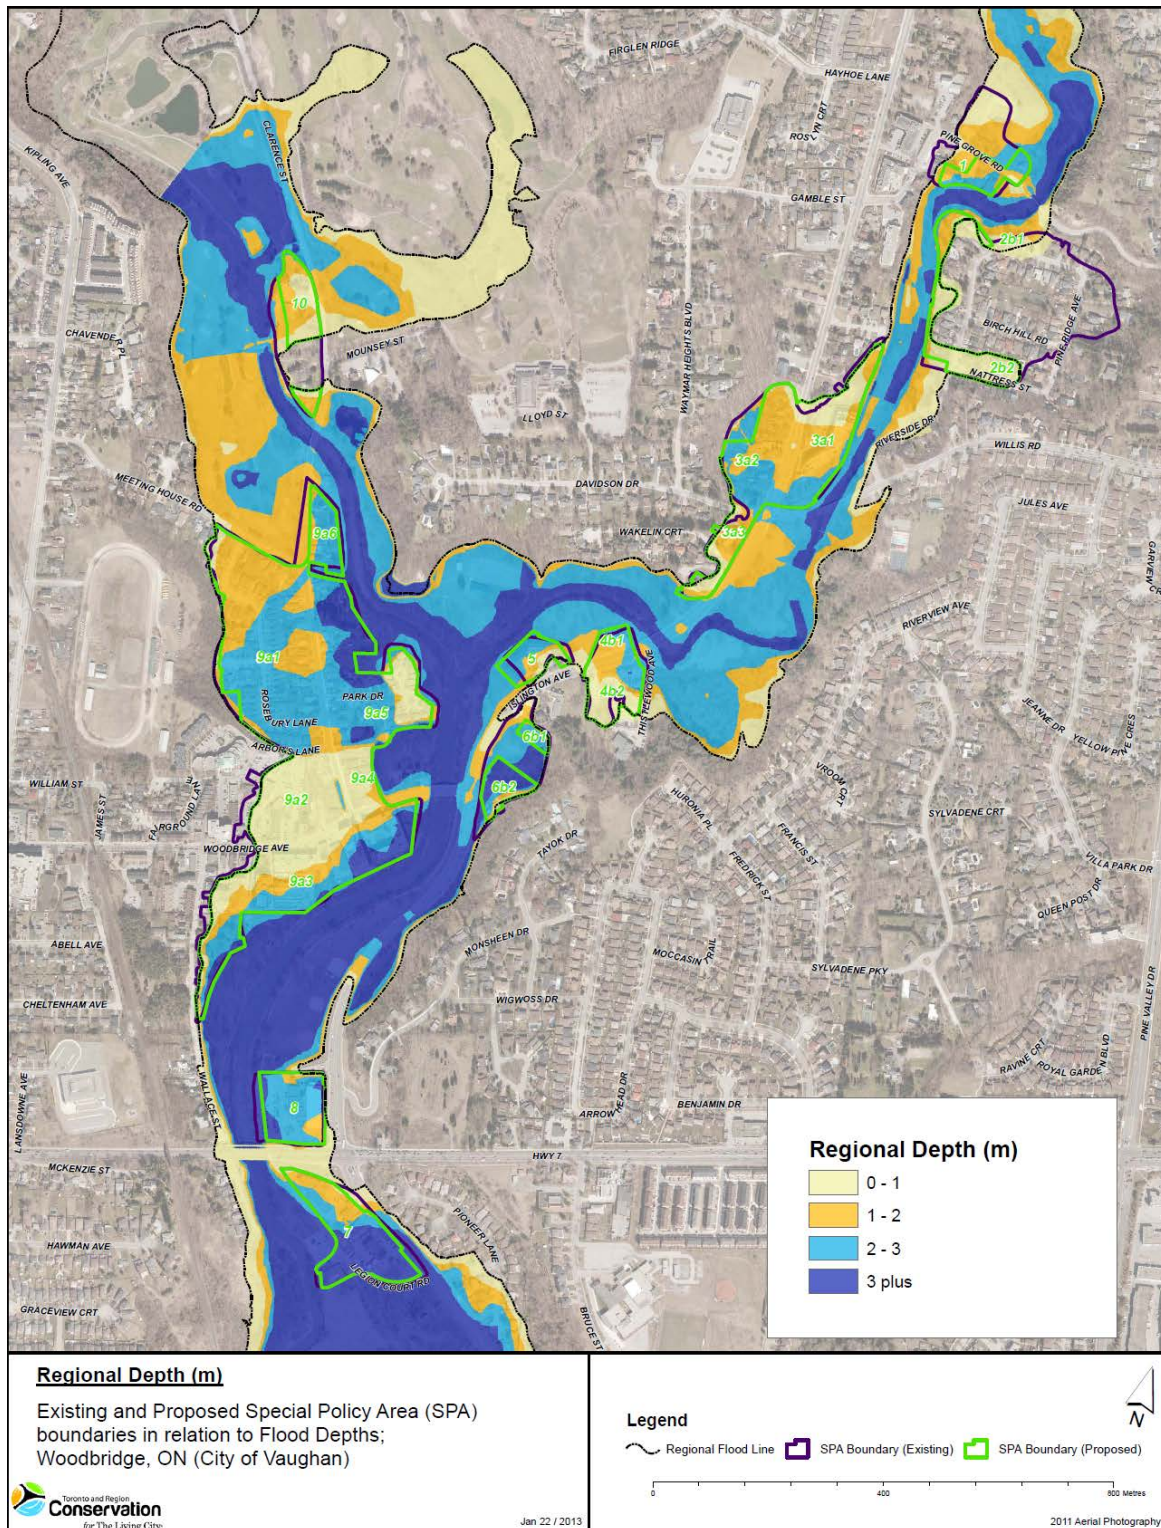 FIRGLEN RIDGE
HAYHOE LANE
CLARENCE ST
ROSLYN CRT
PINE GROVE RD
KIPLING AVE
1
GAMBLE ST
2b1
10
CHAVENDER PL
MOUNSEY ST
WAYMAR HEIGHTS BLVD
BIRCH HILL RD
PINE RIDGE AVE
2b2
NATTRESS ST
LLOYD ST
3a1
RIVERSIDE DR
WILLIS RD
3a2
MEETING HOUSE RD
DAVIDSON DR
JULES AVE
9a6
WAKELIN CRT
3a3
GARVIEW CR
RIVERVIEW AVE
9a1
4b1
5
PARK DR
ISLINGTON AVE
4b2
THISTLEWOOD AVE
ROSEBURY LANE
9a5
JEANNE DR
YELLOW PINE CRES
6b1
ARBORS LANE
9a4
WILLIAM ST
JAMES ST
FAIRGROUND LANE
9a2
6b2
VROOM CRT
HURONIA PL
SYLVADENE CRT
FRANCIS ST
TAYOK DR
WOODBRIDGE AVE
FREDRICK ST
VILLA PARK DR
9a3
QUEEN POST DR
ABELL AVE
MONSHEEN DR
MOCCASIN TRAIL
SYLVADENE PKY
CHELTENHAM AVE
WIGWOSS DR
PINE VALLEY DR
RAVINE CRT
ROYAL GARDEN BLVD
LANSDOWNE AVE
WALLACE ST
8
ARROWHEAD DR
BENJAMIN DR
HWY 7
MCKENZIE ST
PIONEER LANE
7
HAWMAN AVE
LEGION COURT RD
GRACEVIEW CRT
BRUCE ST
Regional Depth (m)
0 - 1
1 - 2
2 - 3
3 plus
Regional Depth (m)
Existing and Proposed Special Policy Area (SPA)
boundaries in relation to Flood Depths;
Woodbridge, ON (City of Vaughan)
Toronto and Region
Conservation
for The Living City
Jan 22 / 2013
N
Legend
Regional Flood Line
SPA Boundary (Existing)
SPA Boundary (Proposed)
0 400 800 Metres
2011 Aerial Photography